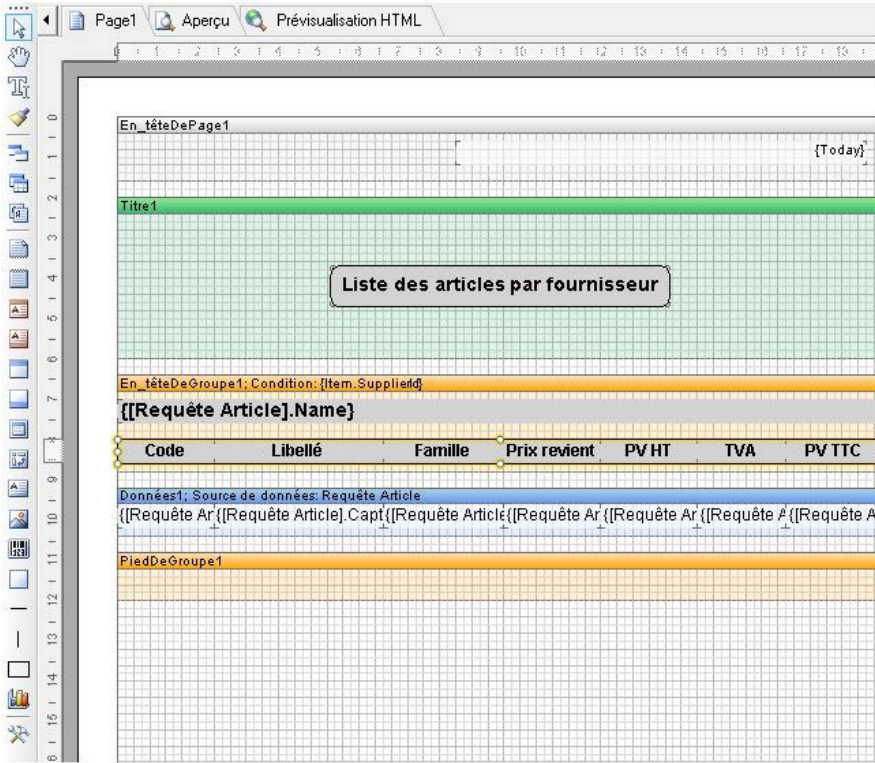 Page1 Aperçu Prévisualisation HTML
En_têteDePage1
{Today}
Titre1
Liste des articles par fournisseur
En_têteDeGroupe1; Condition: {Item.SupplierId}
{[Requête Article].Name}
Code Libellé Famille Prix revient PV HT TVA PV TTC
Données1; Source de données: Requête Article
{[Requête Ar {[Requête Article].Capt {[Requête Article {[Requête Ar {[Requête Ar {[Requête A {[Requête A
PiedDeGroupe1